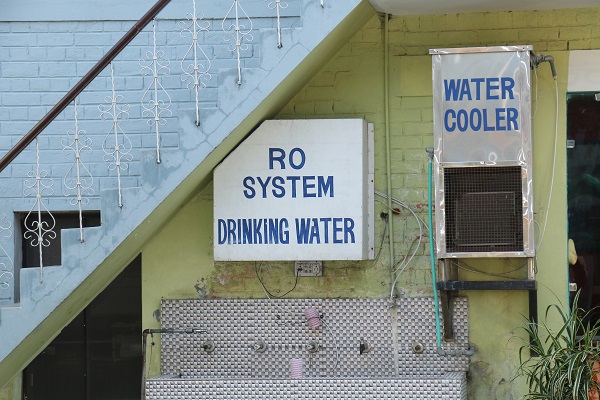 RO
SYSTEM
DRINKING WATER
WATER
COOLER